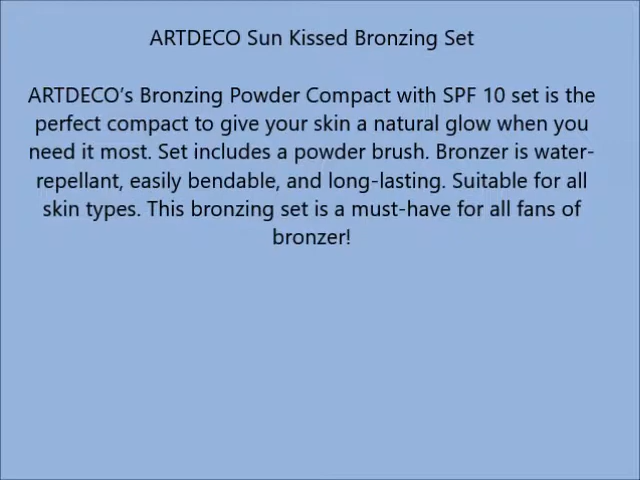 ARTDECO Sun Kissed Bronzing Set
ARTDECO’s Bronzing Powder Compact with SPF 10 set is the
perfect compact to give your skin a natural glow when you
need it most. Set includes a powder brush. Bronzer is water-
repellant, easily bendable, and long-lasting. Suitable for all
skin types. This bronzing set is a must-have for all fans of
bronzer!